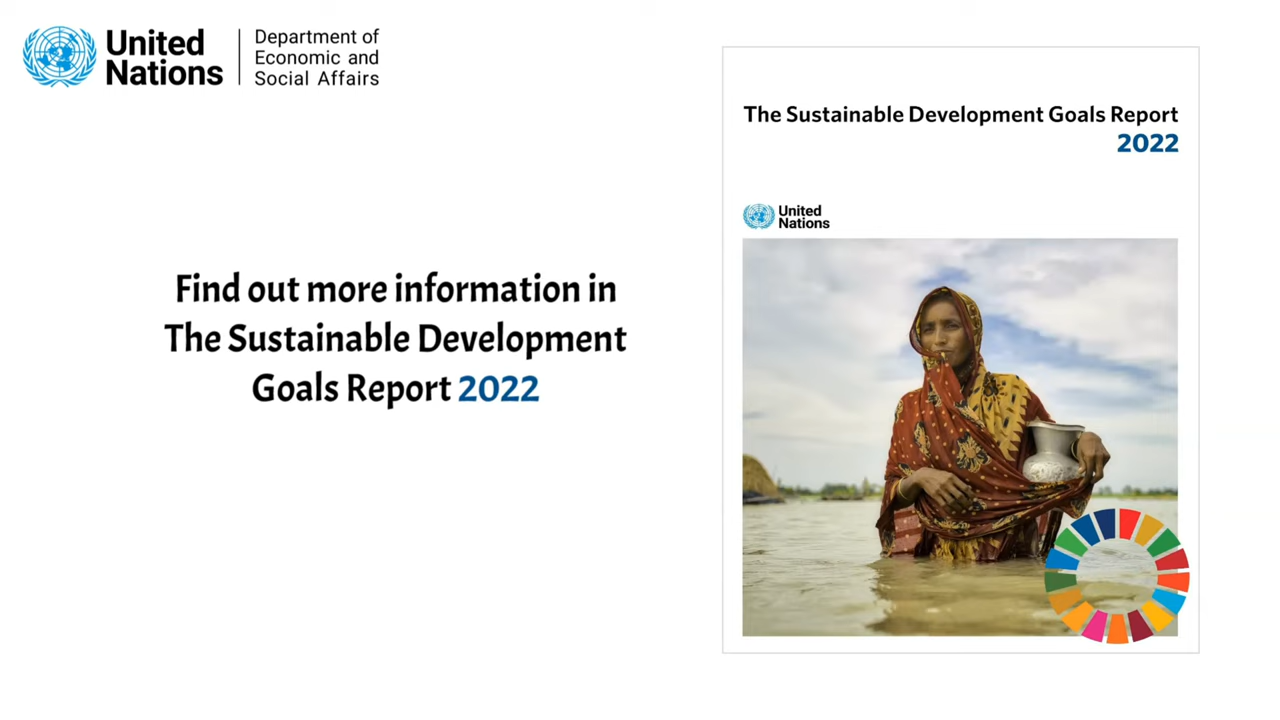 United
Nations
Department of
Economic and
Social Affairs
Find out more information in
The Sustainable Development
Goals Report 2022
The Sustainable Development Goals Report
2022
United
Nations